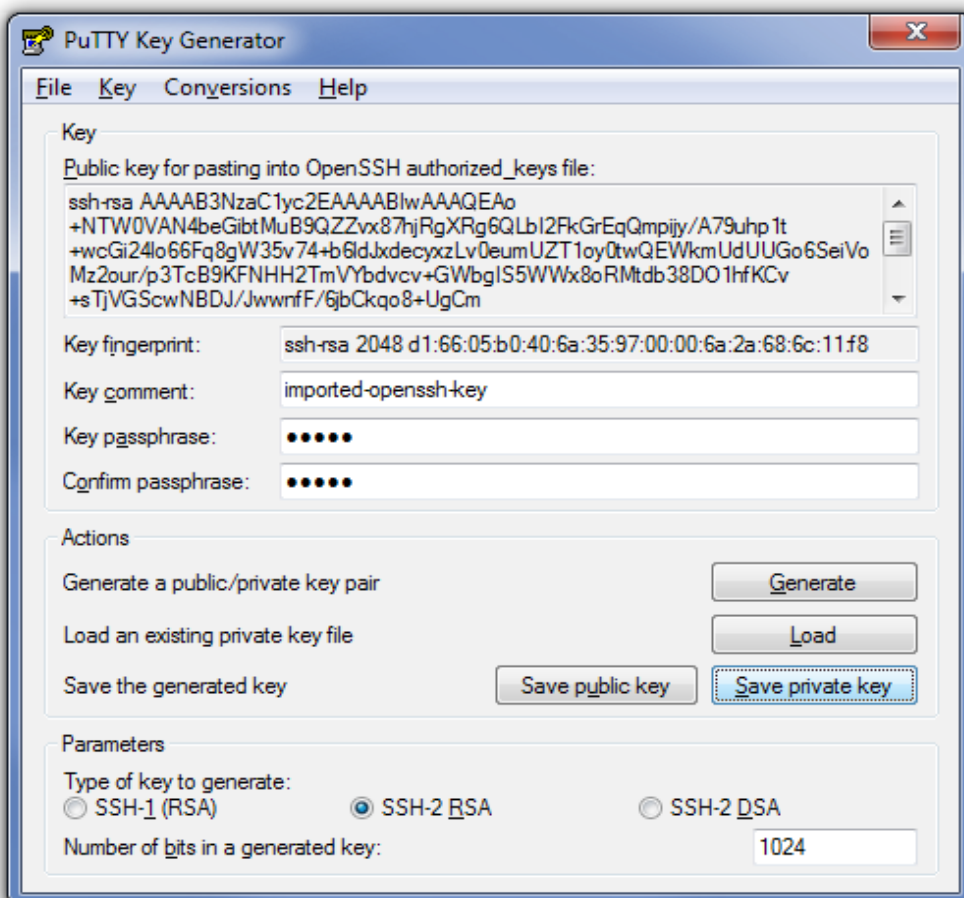 PuTTY Key Generator
File Key Conversions Help
Key
Public key for pasting into OpenSSH authorized_keys file:
ssh-rsa AAAAB3NzaC1yc2EAAAABIwAAAQEAo
+NTW0VAN4beGibtMuB9QZZvx87hjRgXRg6QLbI2FkGrEqQmpijy/A79uhp1t
+wcGi24Io66Fq8gW35v74+b6IdJxdecyxzLv0eumUZT1oy0twQEWkmUdUUGo6SeiVo
Mz2our/p3TcB9KFNHH2TmVYbdvcv+GWbgIS5WWx8oRMtdb38DO1hfKCv
+sTjVGScwNBDJ/JwwnfF/6jbCkqo8+UgCm
Key fingerprint: ssh-rsa 2048 d1:66:05:b0:40:6a:35:97:00:00:6a:2a:68:6c:11:f8
Key comment: imported-openssh-key
Key passphrase: •••••
Confirm passphrase: •••••
Actions
Generate a public/private key pair Generate
Load an existing private key file Load
Save the generated key Save public key Save private key
Parameters
Type of key to generate:
SSH-1 (RSA) SSH-2 RSA SSH-2 DSA
Number of bits in a generated key: 1024